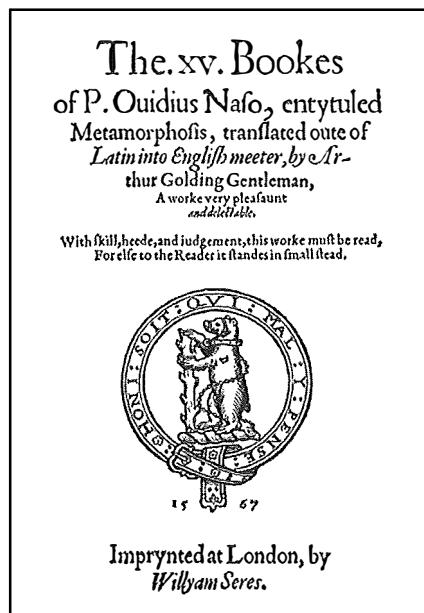 The.xv.Bookes
of P.Ouidius Naſo, entytuled
Metamorphoſis, tranſlated oute of
Latin into Engliſh meeter, by Ar-
thur Golding Gentleman,
A worke very pleaſaunt
and delectable.
With ſkill, heede, and iudgement, this worke muſt be read,
For elſe to the Reader it ſtandes in ſmall ſtead.
HONI : SOIT : QVI : MAL : Y : PENSE :
15 67
Imprynted at London, by
Willyam Seres.